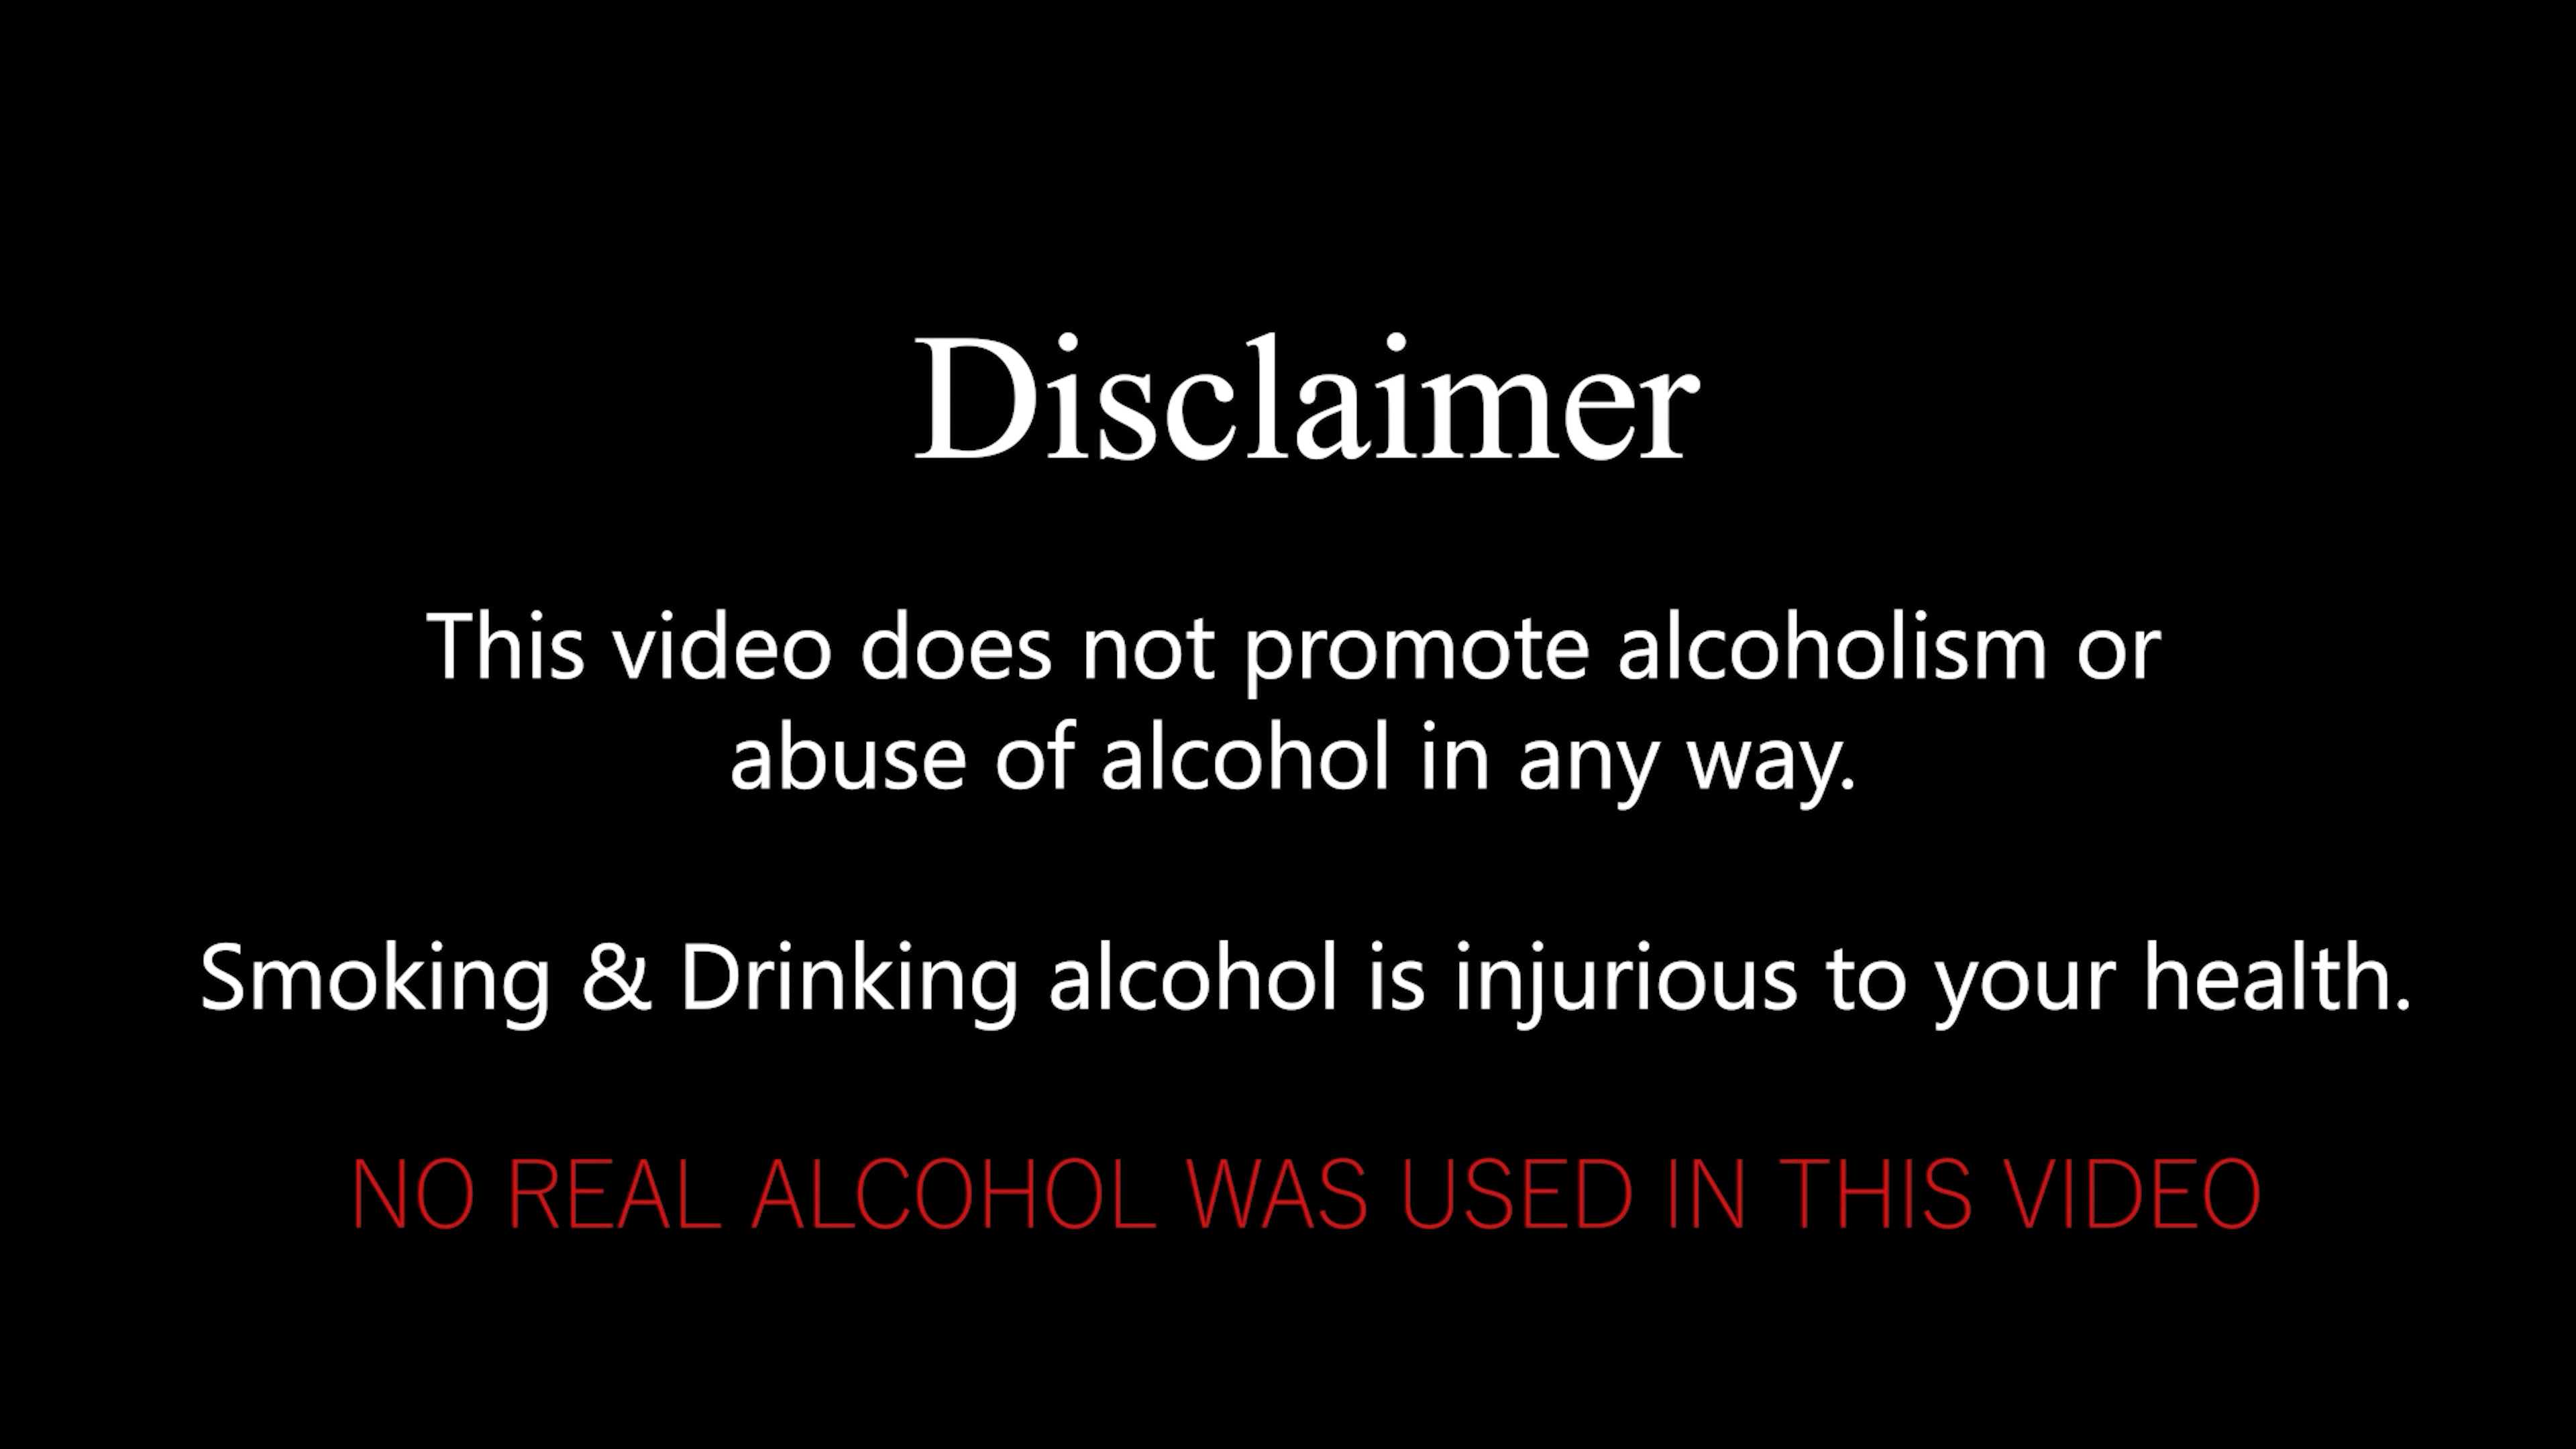 Disclaimer
This video does not promote alcoholism or
abuse of alcohol in any way.
Smoking & Drinking alcohol is injurious to your health.
NO REAL ALCOHOL WAS USED IN THIS VIDEO